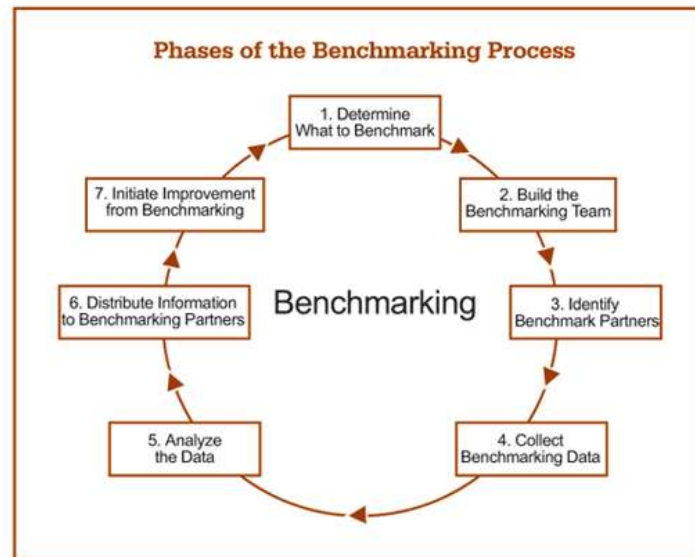 Phases of the Benchmarking Process
1. Determine
What to Benchmark
2. Build the
Benchmarking Team
3. Identify
Benchmark Partners
4. Collect
Benchmarking Data
5. Analyze
the Data
6. Distribute Information
to Benchmarking Partners
7. Initiate Improvement
from Benchmarking
Benchmarking